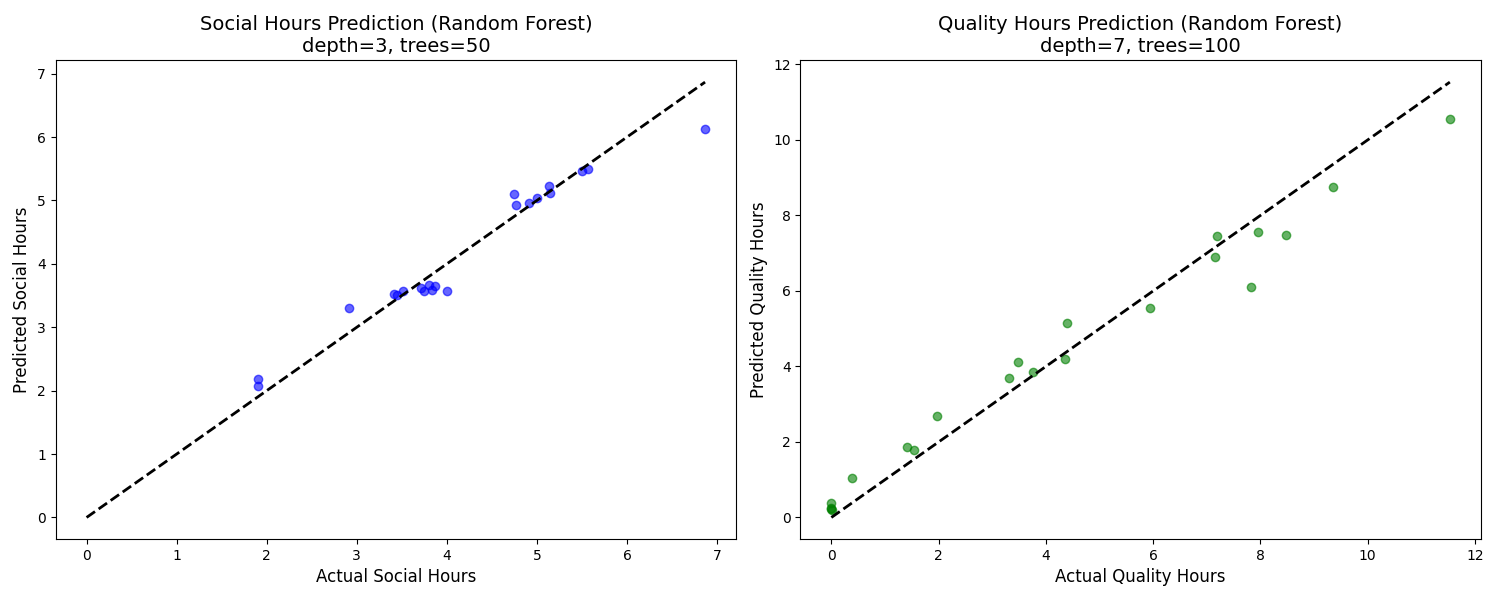 Social Hours Prediction (Random Forest)
depth=3, trees=50
7
6
5
4
3
2
1
0
Predicted Social Hours
0 1 2 3 4 5 6 7
Actual Social Hours
Quality Hours Prediction (Random Forest)
depth=7, trees=100
12
10
8
6
4
2
0
Predicted Quality Hours
0 2 4 6 8 10 12
Actual Quality Hours